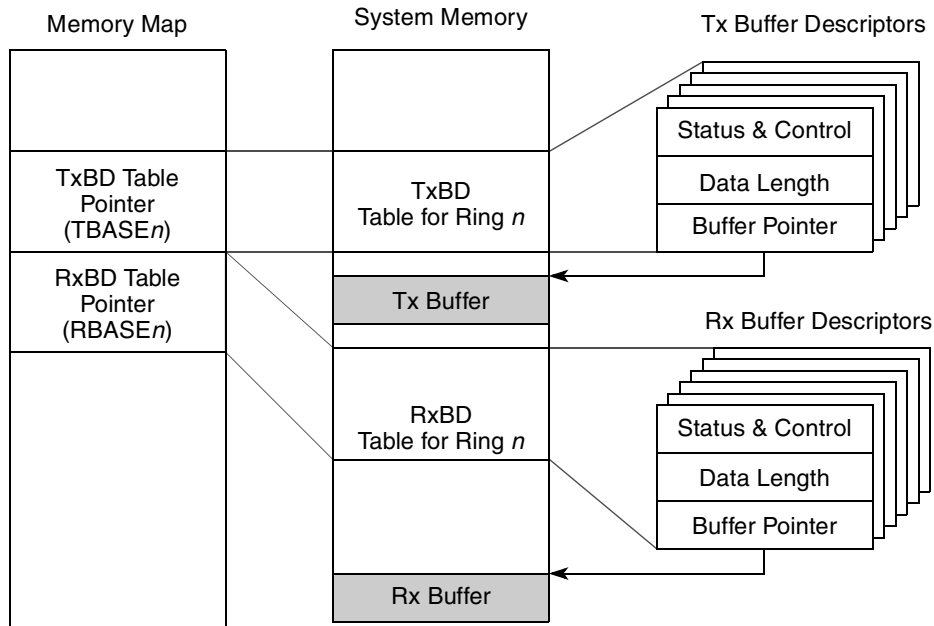 Memory Map
System Memory
Tx Buffer Descriptors
TxBD Table
Pointer
(TBASEn)
RxBD Table
Pointer
(RBASEn)
TxBD
Table for Ring n
Tx Buffer
RxBD
Table for Ring n
Rx Buffer
Status & Control
Data Length
Buffer Pointer
Rx Buffer Descriptors
Status & Control
Data Length
Buffer Pointer